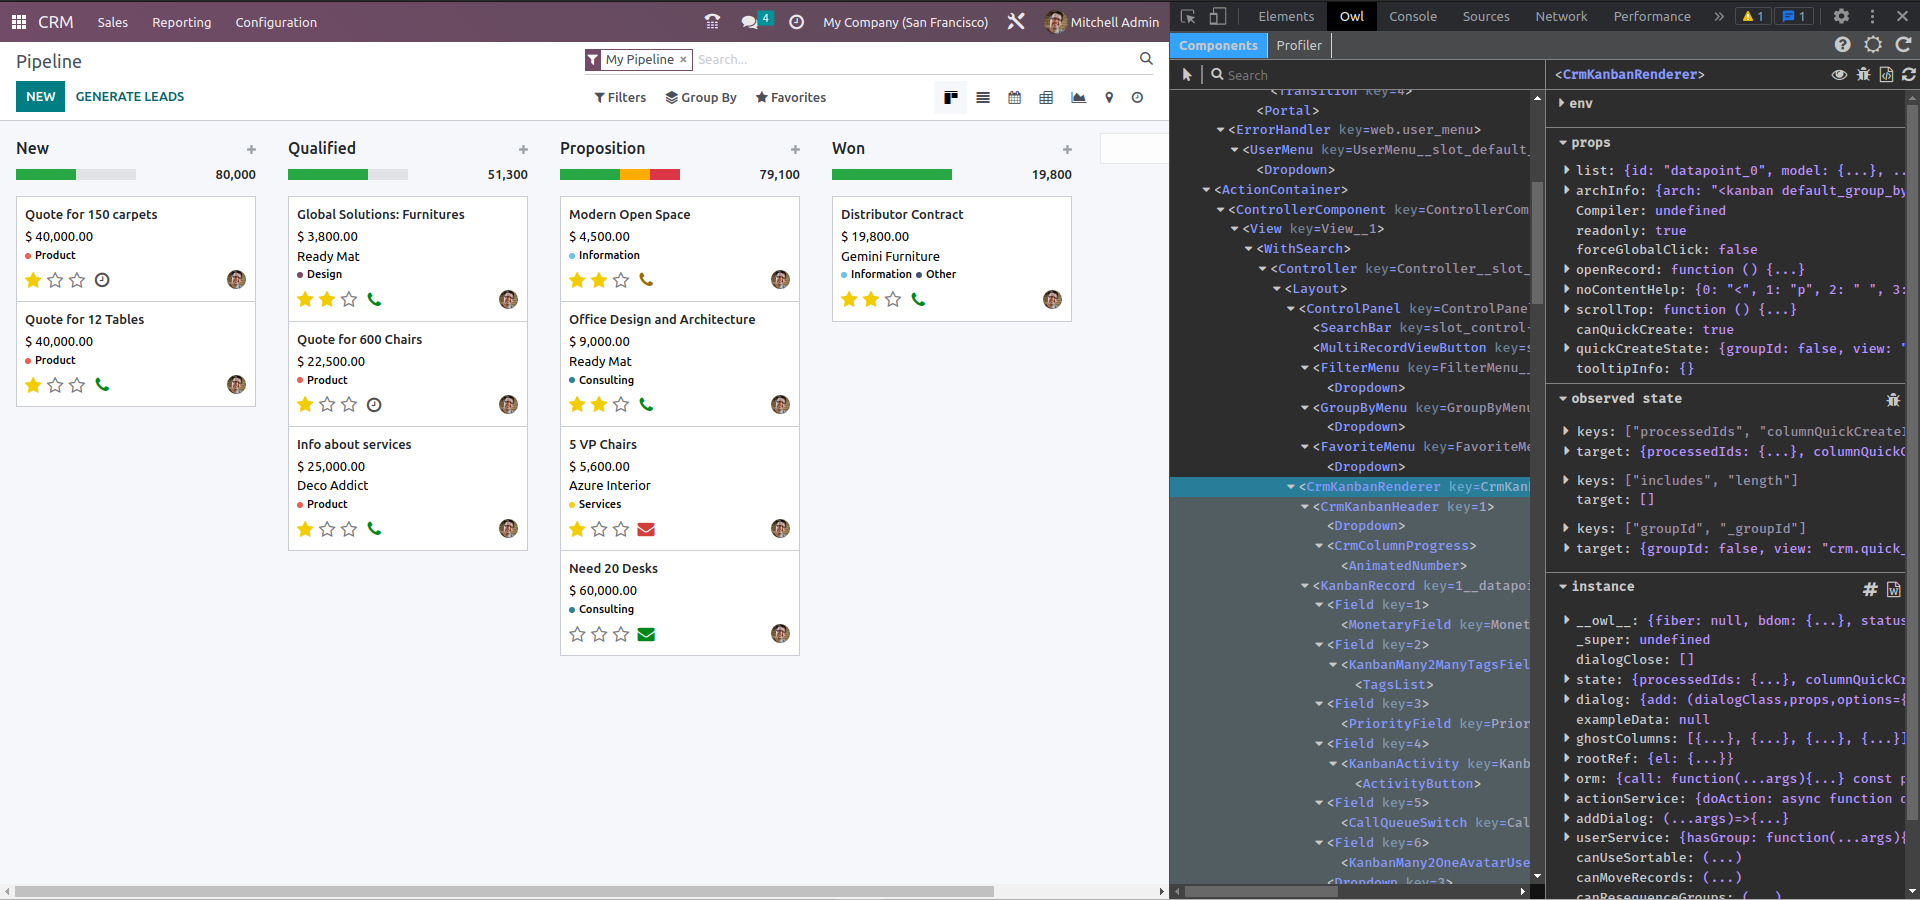 CRM Sales Reporting Configuration 4 My Company (San Francisco) Mitchell Admin
Pipeline
My Pipeline × Search...
NEW GENERATE LEADS
Filters Group By Favorites
New +
80,000
Quote for 150 carpets
$ 40,000.00
Product
Quote for 12 Tables
$ 40,000.00
Product
Qualified +
51,300
Global Solutions: Furnitures
$ 3,800.00
Ready Mat
Design
Quote for 600 Chairs
$ 22,500.00
Product
Info about services
$ 25,000.00
Deco Addict
Product
Proposition +
79,100
Modern Open Space
$ 4,500.00
Information
Office Design and Architecture
$ 9,000.00
Ready Mat
Consulting
5 VP Chairs
$ 5,600.00
Azure Interior
Services
Need 20 Desks
$ 60,000.00
Consulting
Won +
19,800
Distributor Contract
$ 19,800.00
Gemini Furniture
Information Other
Elements Owl Console Sources Network Performance » 1 1
Components Profiler
Search
<Transition key=4>
<Portal>
<ErrorHandler key=web.user_menu>
<UserMenu key=UserMenu__slot_default_
<Dropdown>
<ActionContainer>
<ControllerComponent key=ControllerCom
<View key=View__1>
<WithSearch>
<Controller key=Controller__slot_
<Layout>
<ControlPanel key=ControlPane
<SearchBar key=slot_control-
<MultiRecordViewButton key=s
<FilterMenu key=FilterMenu__
<Dropdown>
<GroupByMenu key=GroupByMenu
<Dropdown>
<FavoriteMenu key=FavoriteMe
<Dropdown>
<CrmKanbanRenderer key=CrmKan
<CrmKanbanHeader key=1>
<Dropdown>
<CrmColumnProgress>
<AnimatedNumber>
<KanbanRecord key=1__datapoi
<Field key=1>
<MonetaryField key=Monet
<Field key=2>
<KanbanMany2ManyTagsFiel
<TagsList>
<Field key=3>
<PriorityField key=Prior
<Field key=4>
<KanbanActivity key=Kanb
<ActivityButton>
<Field key=5>
<CallQueueSwitch key=Cal
<Field key=6>
<KanbanMany2OneAvatarUse
<Dropdown key=3>
<CrmKanbanRenderer>
env
props
list: {id: "datapoint_0", model: {...}, ..
archInfo: {arch: "<kanban default_group_by
Compiler: undefined
readonly: true
forceGlobalClick: false
openRecord: function () {...}
noContentHelp: {0: "<", 1: "p", 2: " ", 3:
scrollTop: function () {...}
canQuickCreate: true
quickCreateState: {groupId: false, view: "
tooltipInfo: {}
observed state
keys: ["processedIds", "columnQuickCreateI
target: {processedIds: {...}, columnQuickC
keys: ["includes", "length"]
target: []
keys: ["groupId", "_groupId"]
target: {groupId: false, view: "crm.quick_
instance #
__owl__: {fiber: null, bdom: {...}, status
_super: undefined
dialogClose: []
state: {processedIds: {...}, columnQuickCr
dialog: {add: (dialogClass,props,options={
exampleData: null
ghostColumns: [{...}, {...}, {...}, {...}]
rootRef: {el: {...}}
orm: {call: function(...args){...} const p
actionService: {doAction: async function d
addDialog: (...args)=>{...}
userService: {hasGroup: function(...args){
canUseSortable: (...)
canMoveRecords: (...)
canResequenceGroups: (...)